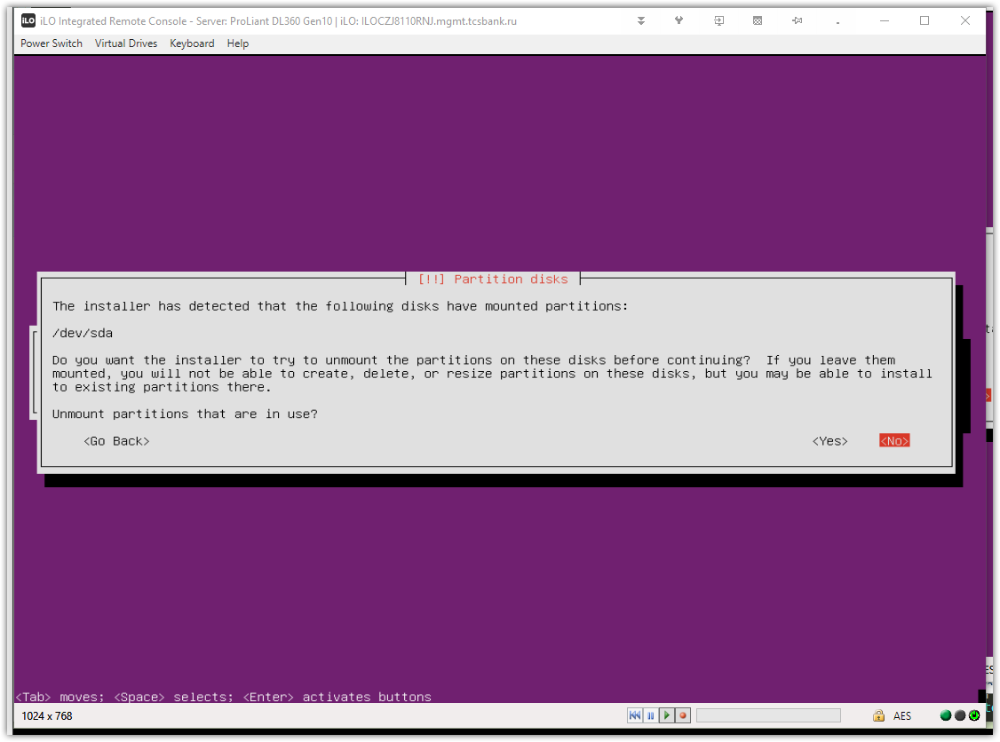 iLO iLO Integrated Remote Console - Server: ProLiant DL360 Gen10 | iLO: ILOCZJ8110RNJ.mgmt.tcsbank.ru
Power Switch Virtual Drives Keyboard Help
[!!] Partition disks
The installer has detected that the following disks have mounted partitions:
/dev/sda
Do you want the installer to try to unmount the partitions on these disks before continuing?  If you leave them
mounted, you will not be able to create, delete, or resize partitions on these disks, but you may be able to install
to existing partitions there.
Unmount partitions that are in use?
<Go Back> <Yes> <No>
<Tab> moves; <Space> selects; <Enter> activates buttons
1024 x 768 AES